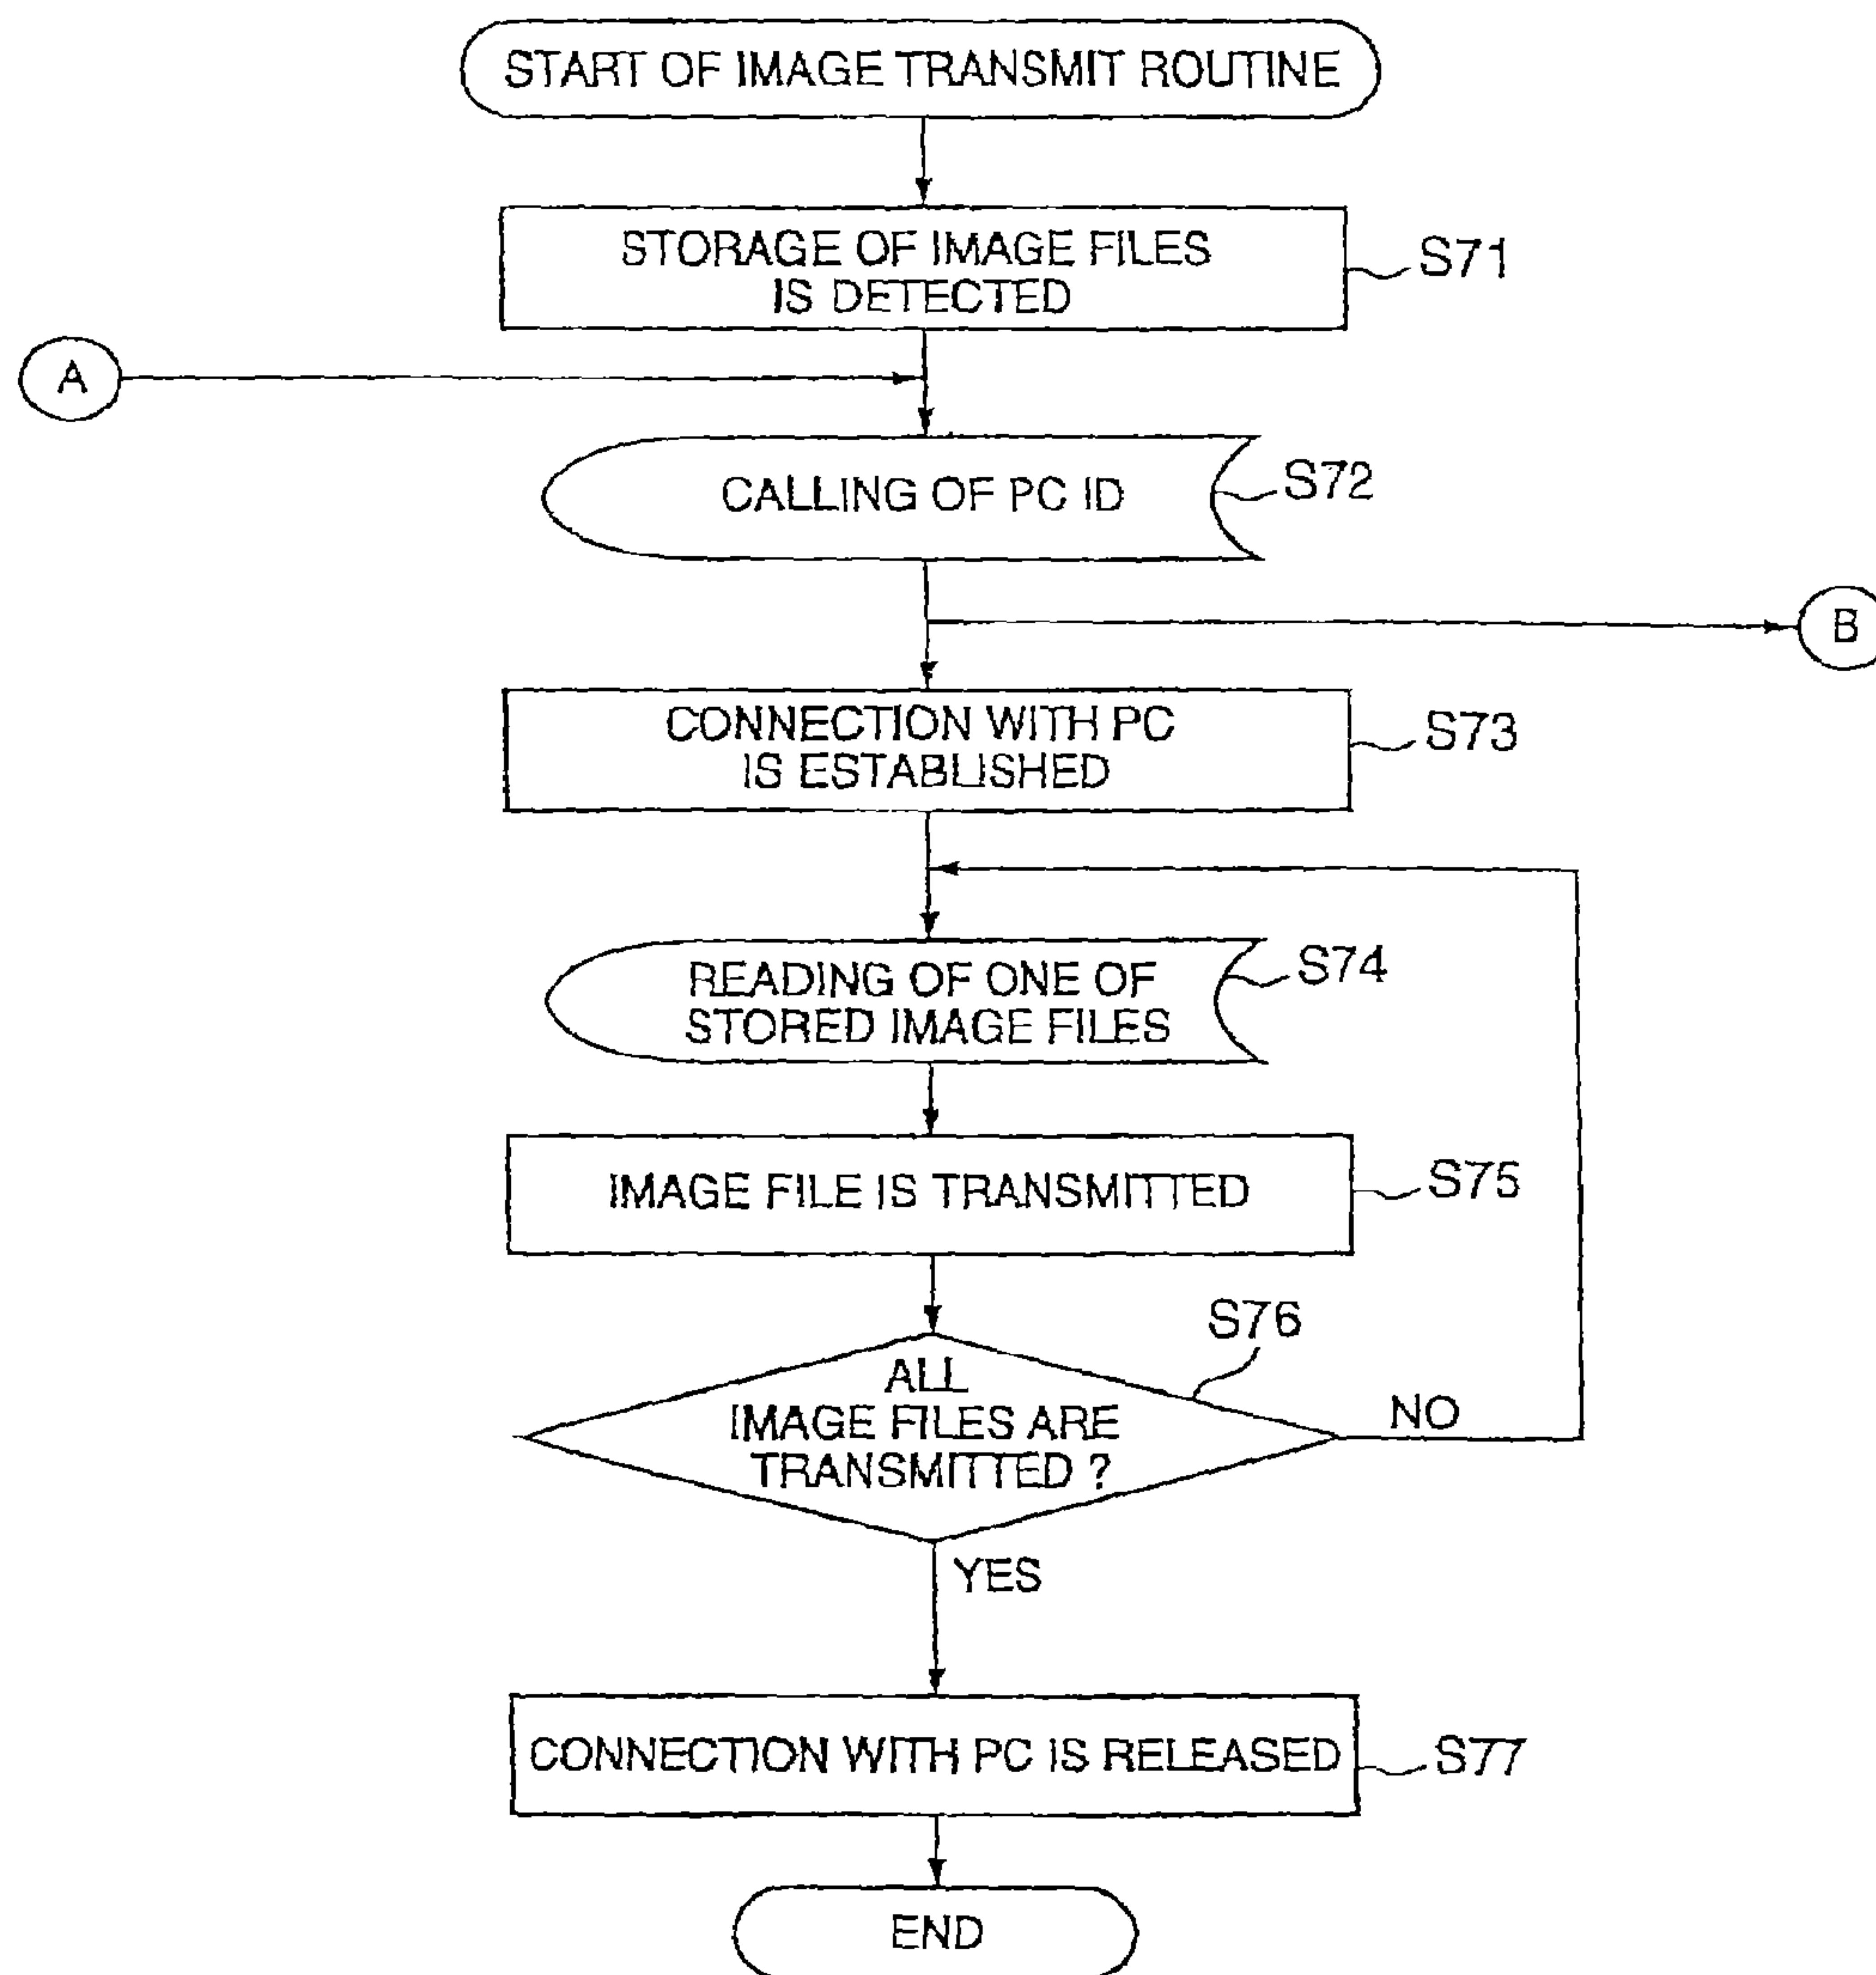 START OF IMAGE TRANSMIT ROUTINE
STORAGE OF IMAGE FILES
IS DETECTED
S71
A
CALLING OF PC ID
S72
B
CONNECTION WITH PC
IS ESTABLISHED
S73
READING OF ONE OF
STORED IMAGE FILES
S74
IMAGE FILE IS TRANSMITTED
S75
S76
ALL
IMAGE FILES ARE
TRANSMITTED ?
NO
YES
CONNECTION WITH PC IS RELEASED
S77
END